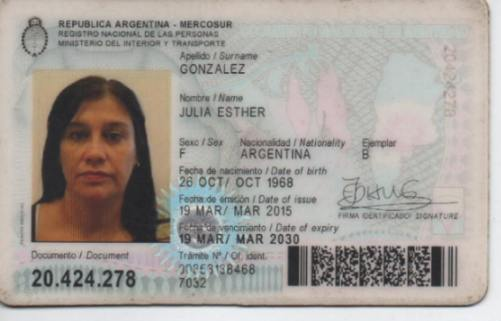 REPUBLICA ARGENTINA - MERCOSUR
REGISTRO NACIONAL DE LAS PERSONAS
MINISTERIO DEL INTERIOR Y TRANSPORTE
Apellido / Surname
GONZALEZ
Nombre / Name
JULIA ESTHER
Sexo / Sex Nacionalidad / Nationality Ejemplar
F ARGENTINA B
Fecha de nacimiento / Date of birth
26 OCT/ OCT 1968
Fecha de emisión / Date of issue
19 MAR/ MAR 2015
FIRMA IDENTIFICADO/ SIGNATURE
Fecha de vencimiento / Date of expiry
19 MAR/ MAR 2030
Documento / Document
20.424.278
Trámite Nº / Of. ident.
7032
20424278